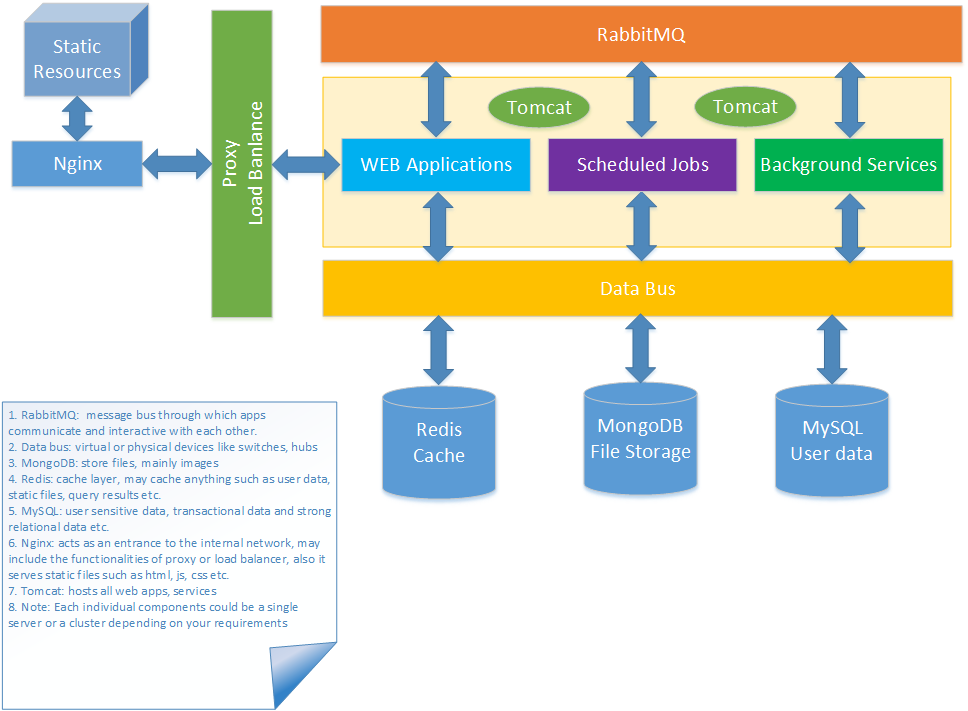 Static
Resources
Nginx
Proxy
Load Banlance
RabbitMQ
Tomcat
Tomcat
WEB Applications
Scheduled Jobs
Background Services
Data Bus
Redis
Cache
MongoDB
File Storage
MySQL
User data
1. RabbitMQ: message bus through which apps
communicate and interactive with each other.
2. Data bus: virtual or physical devices like switches, hubs
3. MongoDB: store files, mainly images
4. Redis: cache layer, may cache anything such as user data,
static files, query results etc.
5. MySQL: user sensitive data, transactional data and strong
relational data etc.
6. Nginx: acts as an entrance to the internal network, may
include the functionalities of proxy or load balancer, also it
serves static files such as html, js, css etc.
7. Tomcat: hosts all web apps, services
8. Note: Each individual components could be a single
server or a cluster depending on your requirements